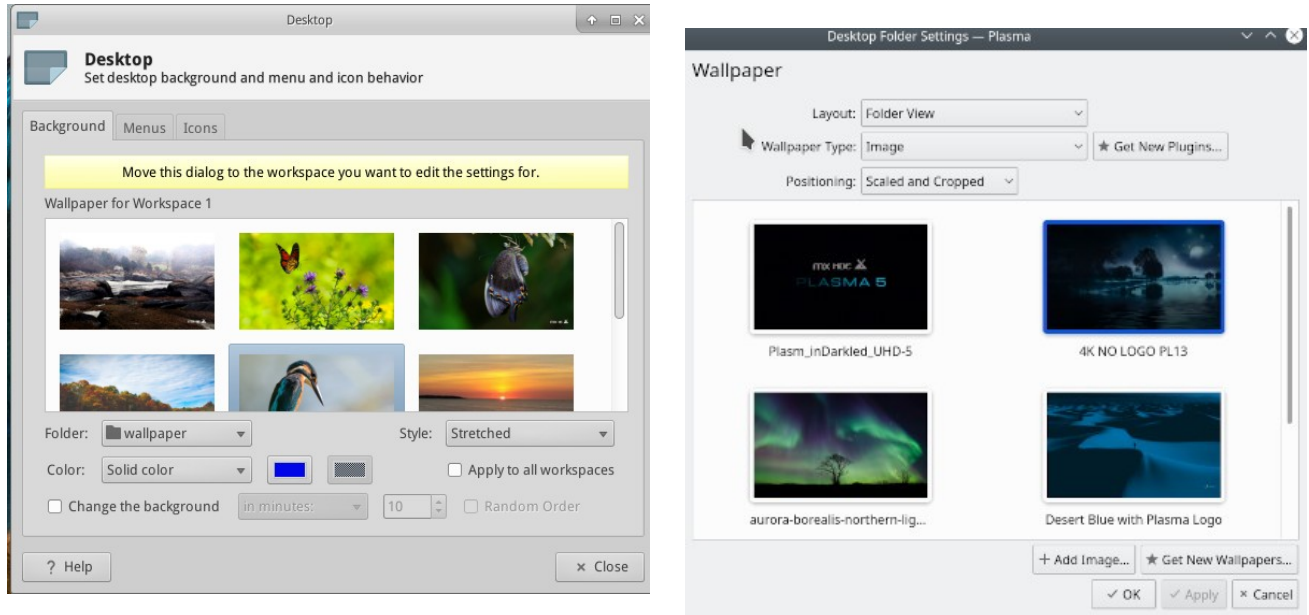 Desktop
Desktop
Set desktop background and menu and icon behavior
Background Menus Icons
Move this dialog to the workspace you want to edit the settings for.
Wallpaper for Workspace 1
Folder: wallpaper Style: Stretched
Color: Solid color Apply to all workspaces
Change the background in minutes: 10 Random Order
? Help × Close
Desktop Folder Settings — Plasma
Wallpaper
Layout: Folder View
Wallpaper Type: Image ★ Get New Plugins...
Positioning: Scaled and Cropped
PLASMA 5
Plasm_inDarkled_UHD-5 4K NO LOGO PL13
aurora-borealis-northern-lig... Desert Blue with Plasma Logo
+ Add Image... ★ Get New Wallpapers...
✓ OK ✓ Apply × Cancel